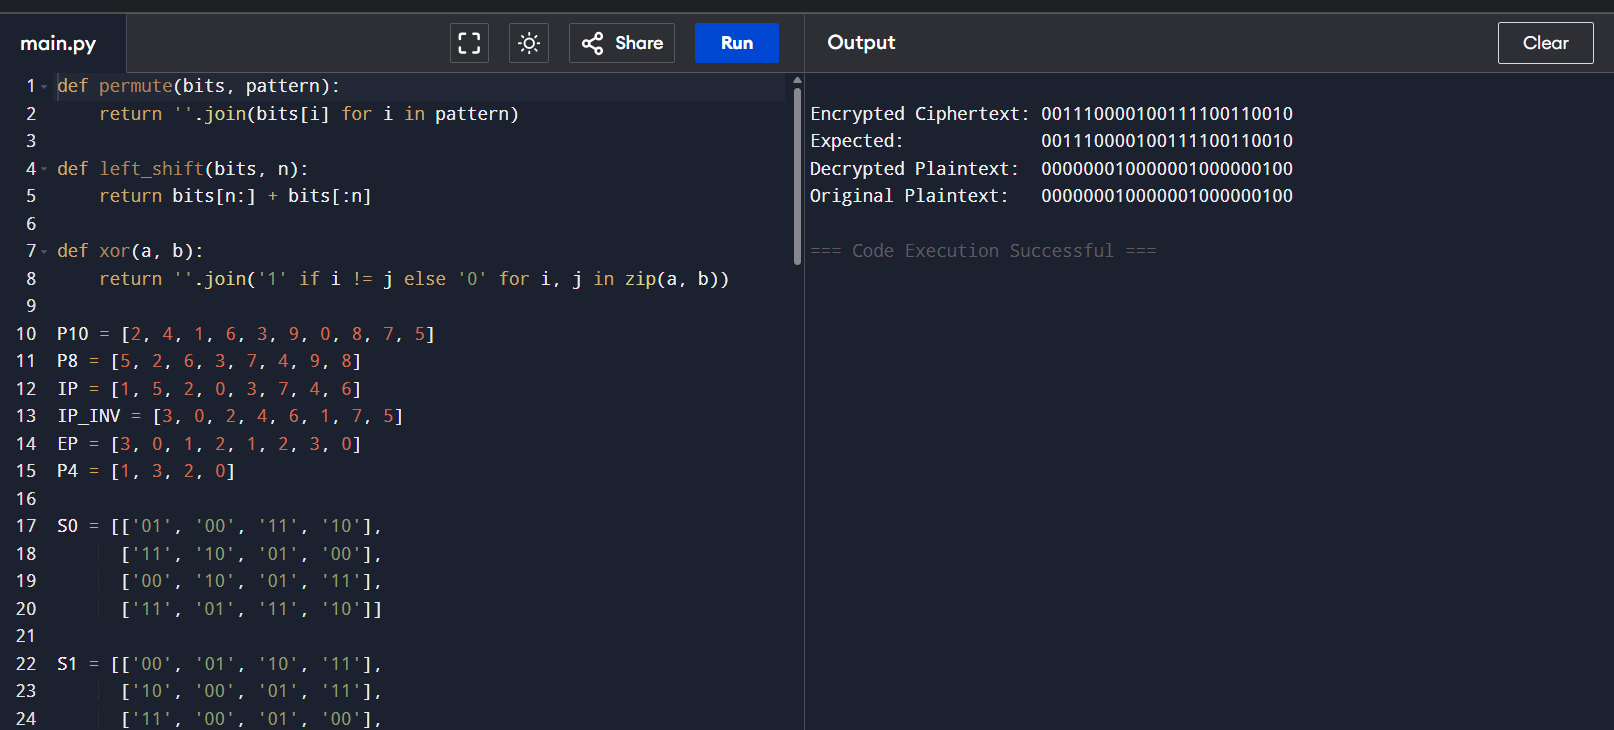 main.py
Share
Run
Output
Clear
1 def permute(bits, pattern):
2     return ''.join(bits[i] for i in pattern)
3
4 def left_shift(bits, n):
5     return bits[n:] + bits[:n]
6
7 def xor(a, b):
8     return ''.join('1' if i != j else '0' for i, j in zip(a, b))
9
10 P10 = [2, 4, 1, 6, 3, 9, 0, 8, 7, 5]
11 P8 = [5, 2, 6, 3, 7, 4, 9, 8]
12 IP = [1, 5, 2, 0, 3, 7, 4, 6]
13 IP_INV = [3, 0, 2, 4, 6, 1, 7, 5]
14 EP = [3, 0, 1, 2, 1, 2, 3, 0]
15 P4 = [1, 3, 2, 0]
16
17 S0 = [['01', '00', '11', '10'],
18       ['11', '10', '01', '00'],
19       ['00', '10', '01', '11'],
20       ['11', '01', '11', '10']]
21
22 S1 = [['00', '01', '10', '11'],
23       ['10', '00', '01', '11'],
24       ['11', '00', '01', '00'],
Encrypted Ciphertext: 001110000100111100110010
Expected:             001110000100111100110010
Decrypted Plaintext:  000000010000001000000100
Original Plaintext:   000000010000001000000100
=== Code Execution Successful ===